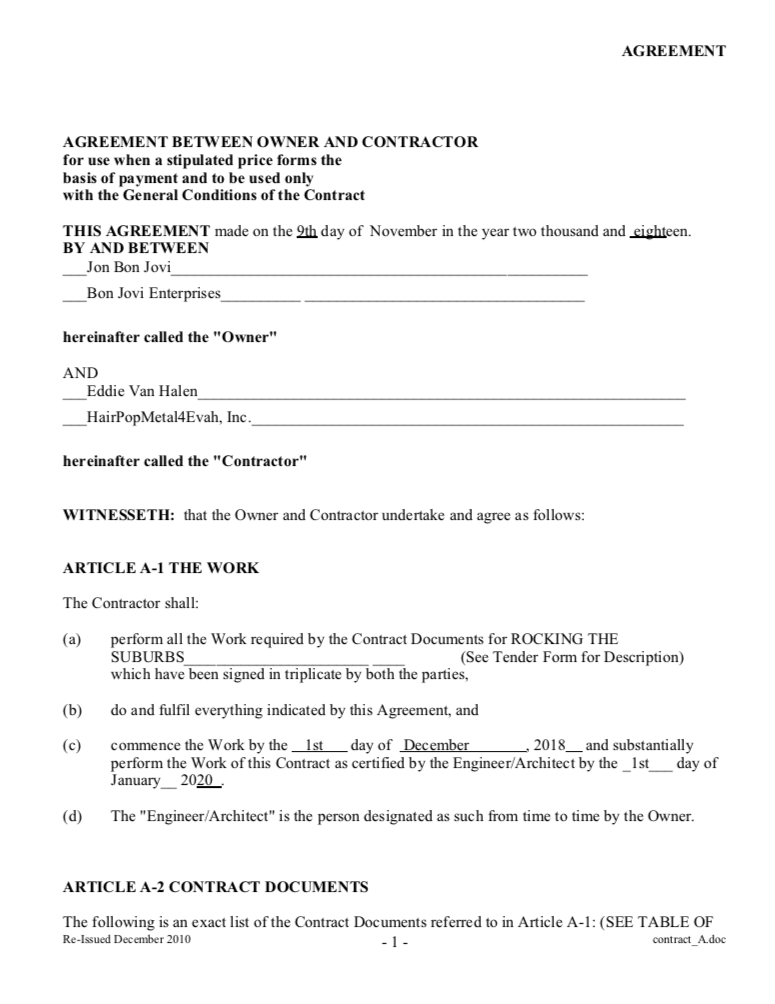 AGREEMENT
AGREEMENT BETWEEN OWNER AND CONTRACTOR
for use when a stipulated price forms the
basis of payment and to be used only
with the General Conditions of the Contract
THIS AGREEMENT made on the 9th day of November in the year two thousand and eighteen.
BY AND BETWEEN
___Jon Bon Jovi____________________________________________________
___Bon Jovi Enterprises__________ ___________________________________
hereinafter called the "Owner"
AND
___Eddie Van Halen_____________________________________________________________
___HairPopMetal4Evah, Inc.______________________________________________________
hereinafter called the "Contractor"
WITNESSETH: that the Owner and Contractor undertake and agree as follows:
ARTICLE A-1 THE WORK
The Contractor shall:
(a) perform all the Work required by the Contract Documents for ROCKING THE
SUBURBS_______________________ ____ (See Tender Form for Description)
which have been signed in triplicate by both the parties,
(b) do and fulfil everything indicated by this Agreement, and
(c) commence the Work by the __1st___ day of _December_______, 2018__ and substantially
perform the Work of this Contract as certified by the Engineer/Architect by the _1st___ day of
January__ 2020_.
(d) The "Engineer/Architect" is the person designated as such from time to time by the Owner.
ARTICLE A-2 CONTRACT DOCUMENTS
The following is an exact list of the Contract Documents referred to in Article A-1: (SEE TABLE OF
Re-Issued December 2010 - 1 - contract_A.doc